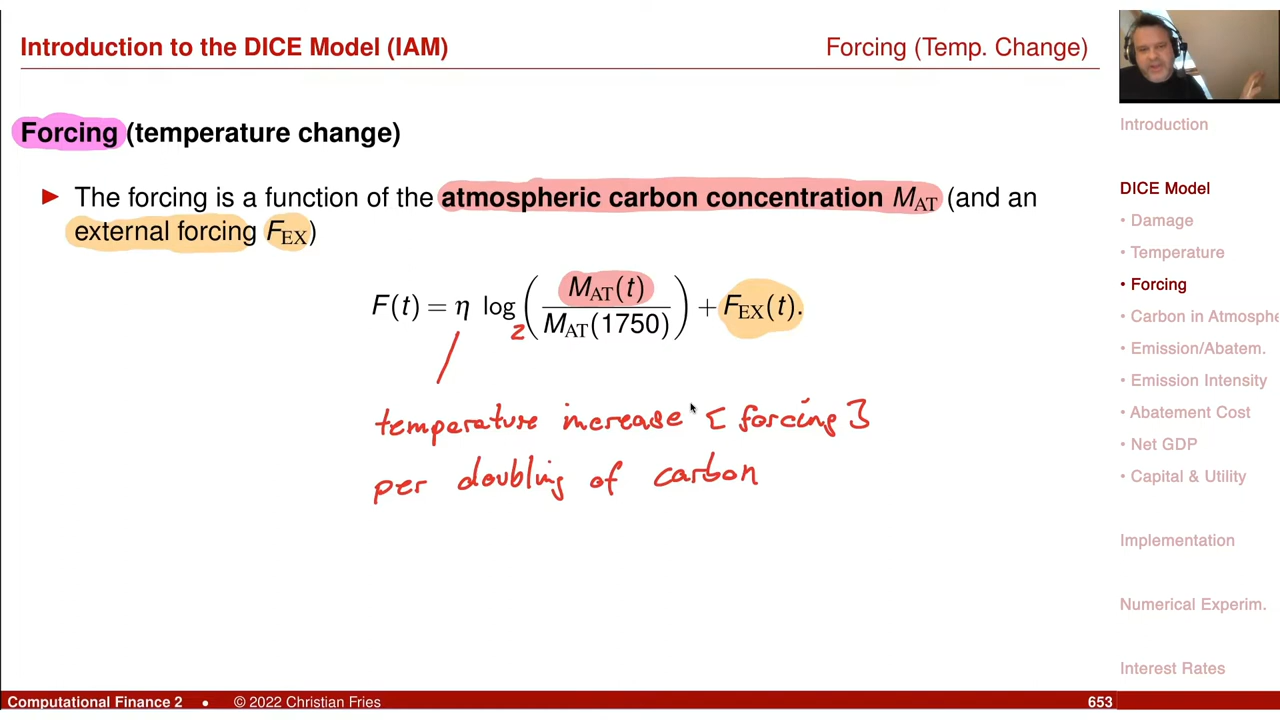 Introduction to the DICE Model (IAM)
Forcing (Temp. Change)
Forcing (temperature change)
▶ The forcing is a function of the atmospheric carbon concentration M_AT (and an
external forcing F_EX)
F(t) = η log₂ ( M_AT(t) / M_AT(1750) ) + F_EX(t).
temperature increase [forcing]
per doubling of carbon
Introduction
DICE Model
• Damage
• Temperature
• Forcing
• Carbon in Atmosphe
• Emission/Abatem.
• Emission Intensity
• Abatement Cost
• Net GDP
• Capital & Utility
Implementation
Numerical Experim.
Interest Rates
Computational Finance 2 • © 2022 Christian Fries
653